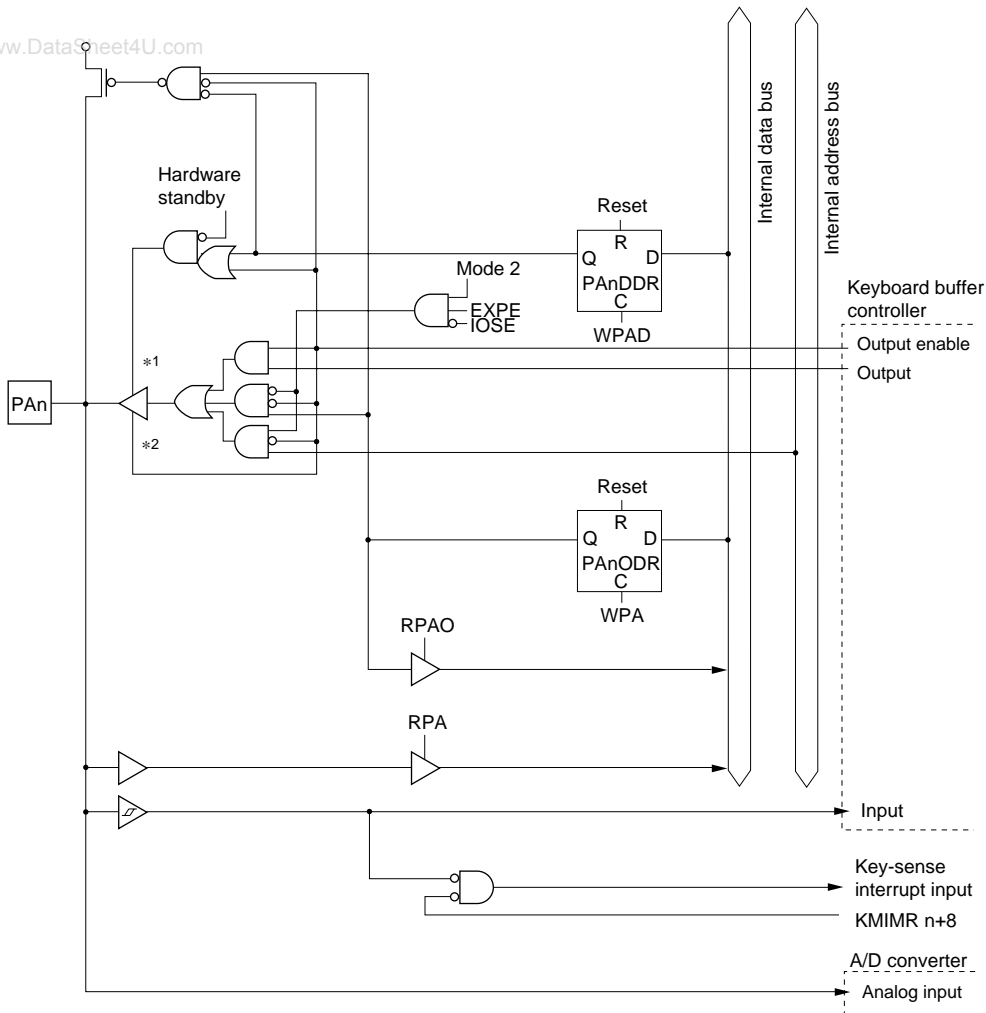 ww.DataSheet4U.com
Hardware
standby
Internal data bus
Internal address bus
Reset
R
Q D
PAnDDR
C
WPAD
Mode 2
EXPE
IOSE
Keyboard buffer
controller
Output enable
Output
*1
PAn
*2
Reset
R
Q D
PAnODR
C
WPA
RPAO
RPA
Input
Key-sense
interrupt input
KMIMR n+8
A/D converter
Analog input